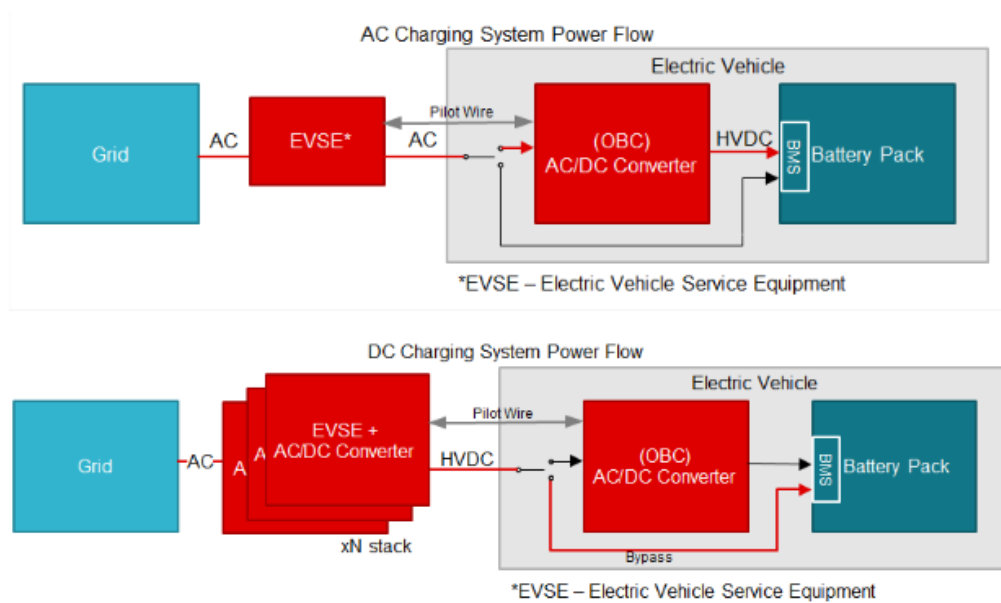 AC Charging System Power Flow
Electric Vehicle
Grid
AC
EVSE*
Pilot Wire
AC
(OBC)
AC/DC Converter
HVDC
BMS
Battery Pack
*EVSE – Electric Vehicle Service Equipment
DC Charging System Power Flow
Electric Vehicle
Grid
AC
A
A
EVSE +
AC/DC Converter
xN stack
Pilot Wire
HVDC
(OBC)
AC/DC Converter
BMS
Battery Pack
Bypass
*EVSE – Electric Vehicle Service Equipment